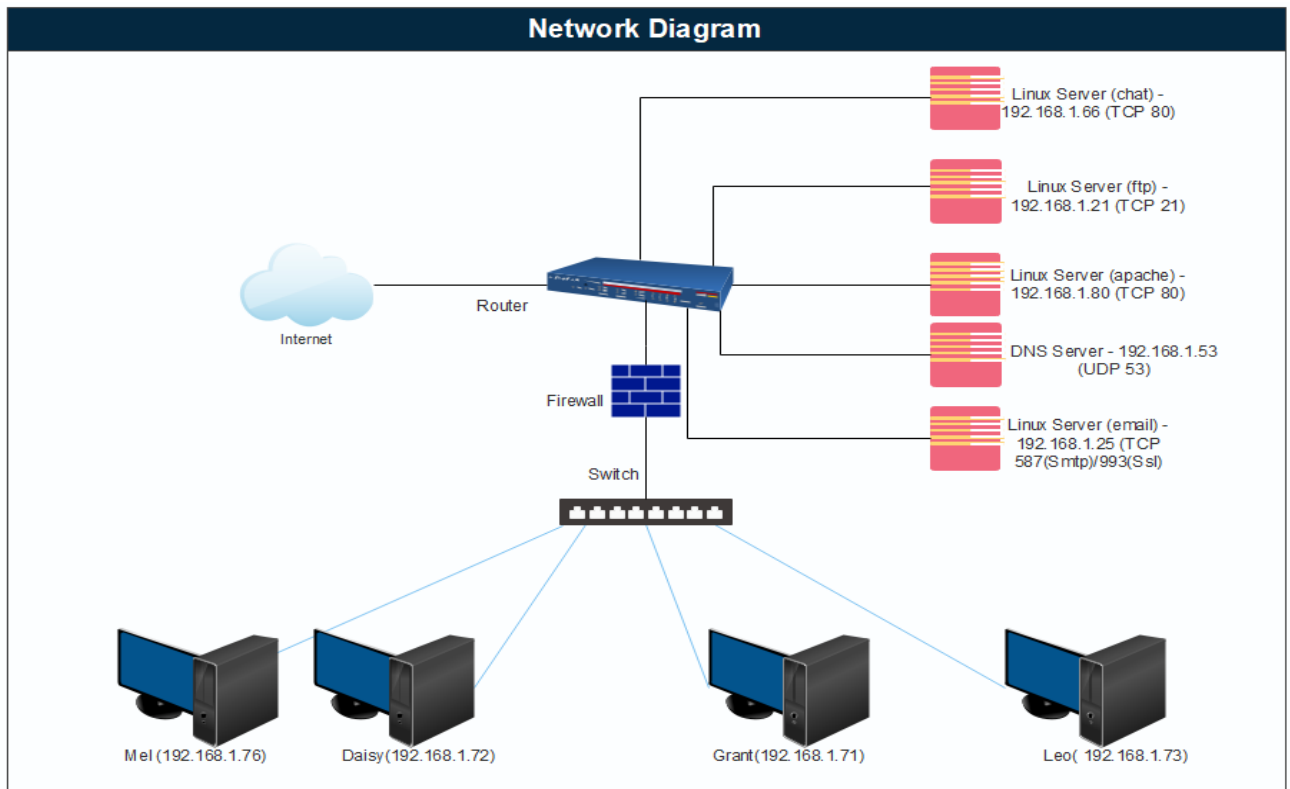 Network Diagram
Linux Server (chat) -
192.168.1.66 (TCP 80)
Linux Server (ftp) -
192.168.1.21 (TCP 21)
Linux Server (apache) -
192.168.1.80 (TCP 80)
Router
Internet
DNS Server - 192.168.1.53
(UDP 53)
Firewall
Linux Server (email) -
192.168.1.25 (TCP
587(Smtp)/993(Ssl)
Switch
Mel (192.168.1.76)
Daisy(192.168.1.72)
Grant(192.168.1.71)
Leo( 192.168.1.73)